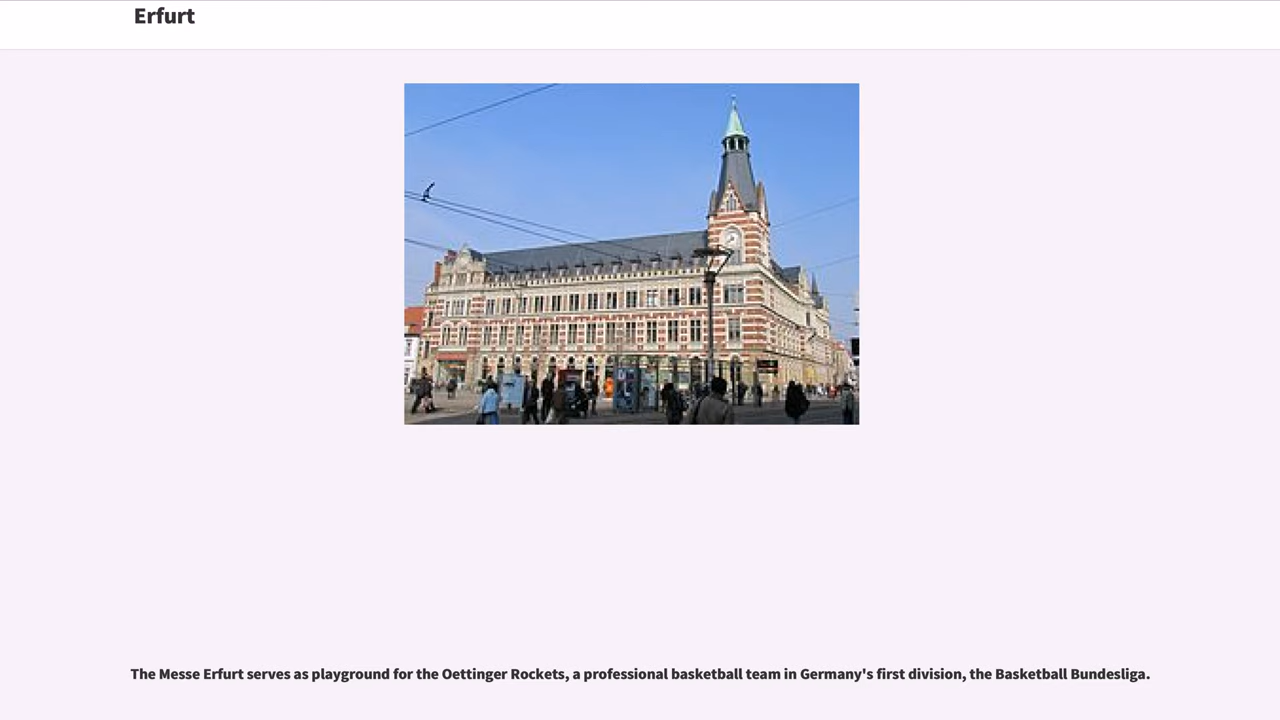 Erfurt
The Messe Erfurt serves as playground for the Oettinger Rockets, a professional basketball team in Germany's first division, the Basketball Bundesliga.